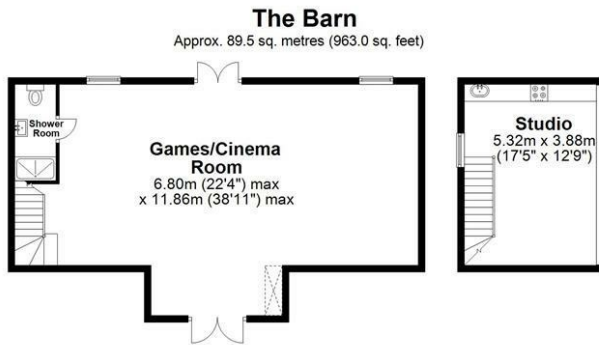 The Barn
Approx. 89.5 sq. metres (963.0 sq. feet)
Shower
Room
Games/Cinema
Room
6.80m (22'4") max
x 11.86m (38'11") max
Studio
5.32m x 3.88m
(17'5" x 12'9")